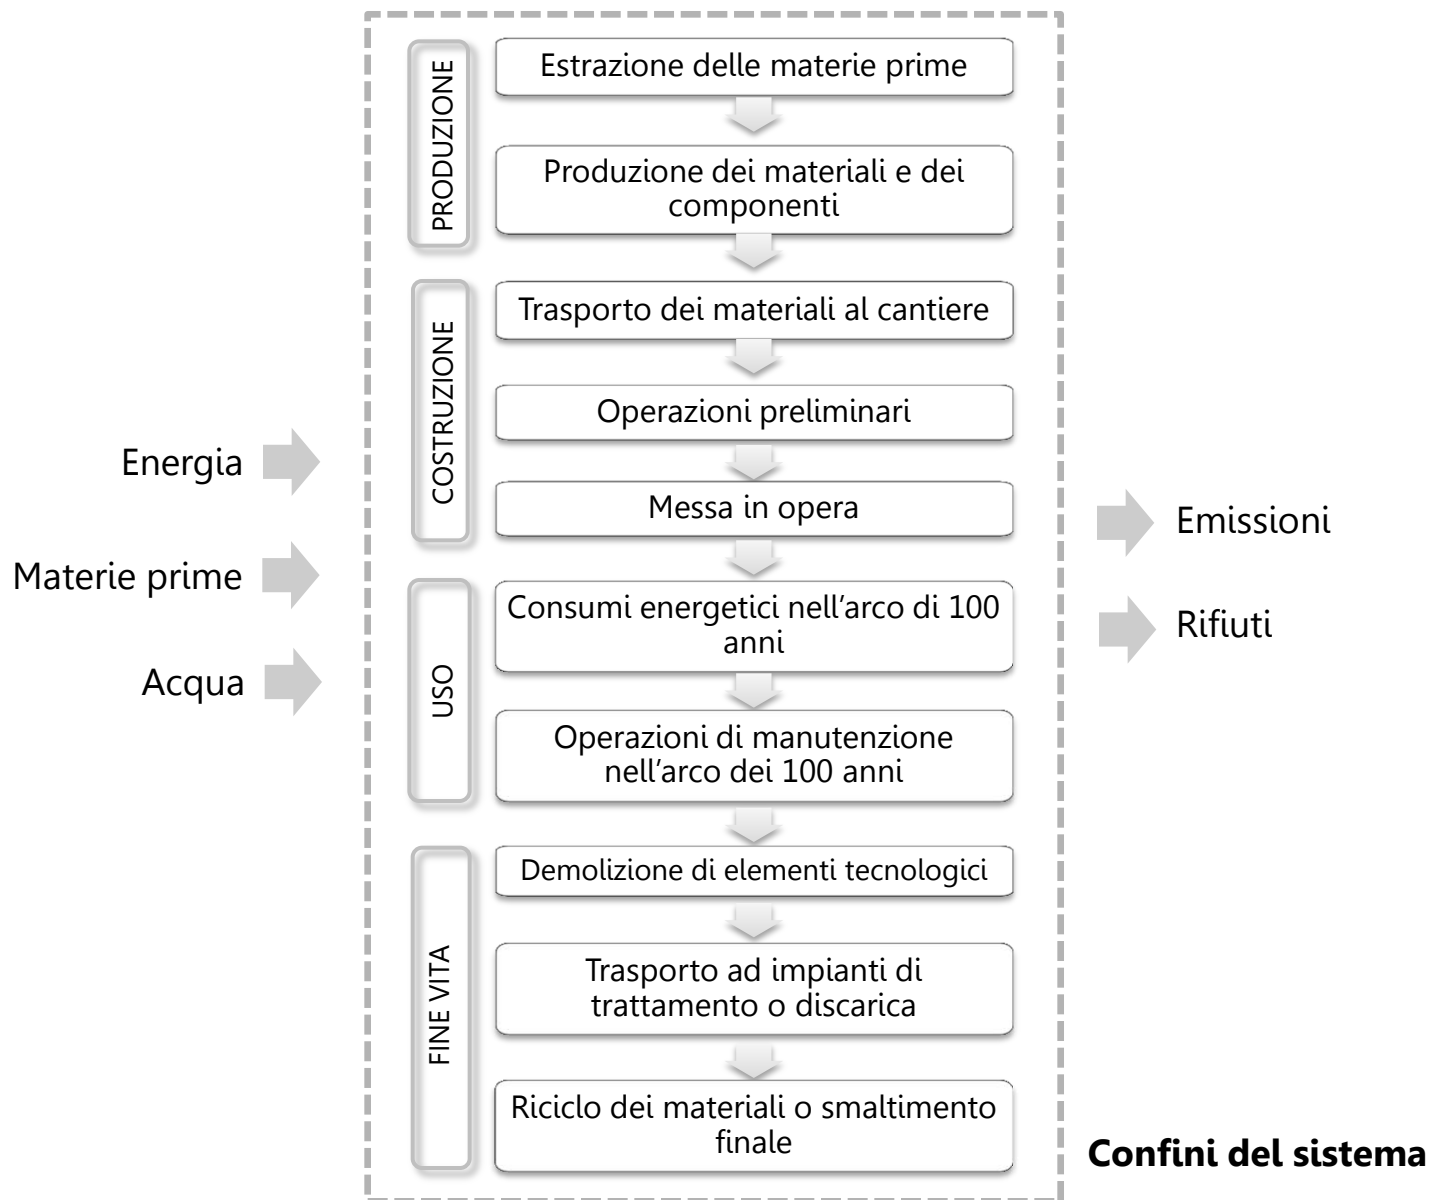 PRODUZIONE
Estrazione delle materie prime
Produzione dei materiali e dei
componenti
COSTRUZIONE
Trasporto dei materiali al cantiere
Operazioni preliminari
Messa in opera
USO
Consumi energetici nell'arco di 100
anni
Operazioni di manutenzione
nell'arco dei 100 anni
FINE VITA
Demolizione di elementi tecnologici
Trasporto ad impianti di
trattamento o discarica
Riciclo dei materiali o smaltimento
finale
Energia
Materie prime
Acqua
Emissioni
Rifiuti
Confini del sistema